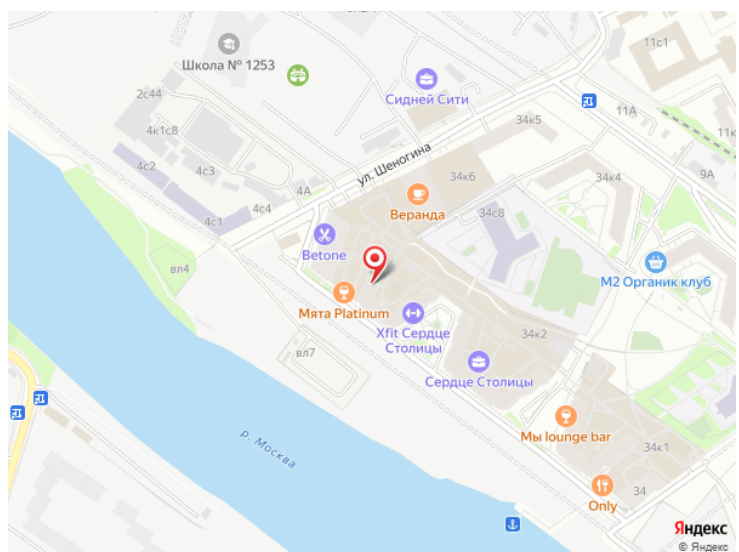 11с1
Школа № 1253
2с44
Сидней Сити
11А
34к5
4к1с8
4с2
4с3
ул. Шеногина
9А
34к6
34к4
4А
4с4
4с1
Веранда
34с8
Betone
вл4
М2 Органик клуб
Мята Platinum
Xfit Сердце
Столицы
34к2
вл7
Сердце Столицы
р. Москва
Мы lounge bar
34к1
34
Only
Яндекс
© Яндекс